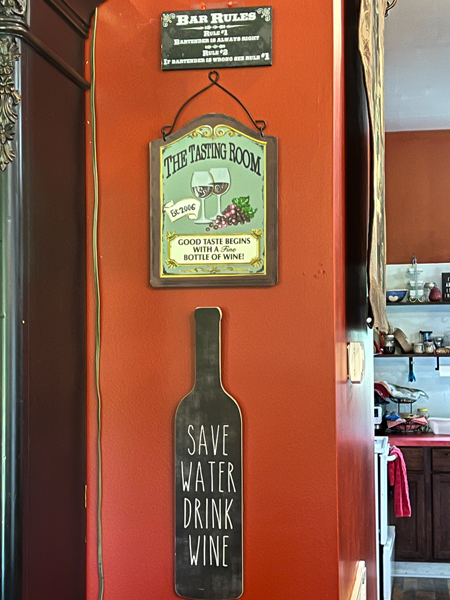 BAR RULES
RULE #1
BARTENDER IS ALWAYS RIGHT
RULE #2
IF BARTENDER IS WRONG SEE RULE #1
THE TASTING ROOM
Est. 2006
GOOD TASTE BEGINS
WITH A Fine
BOTTLE OF WINE!
SAVE
WATER
DRINK
WINE